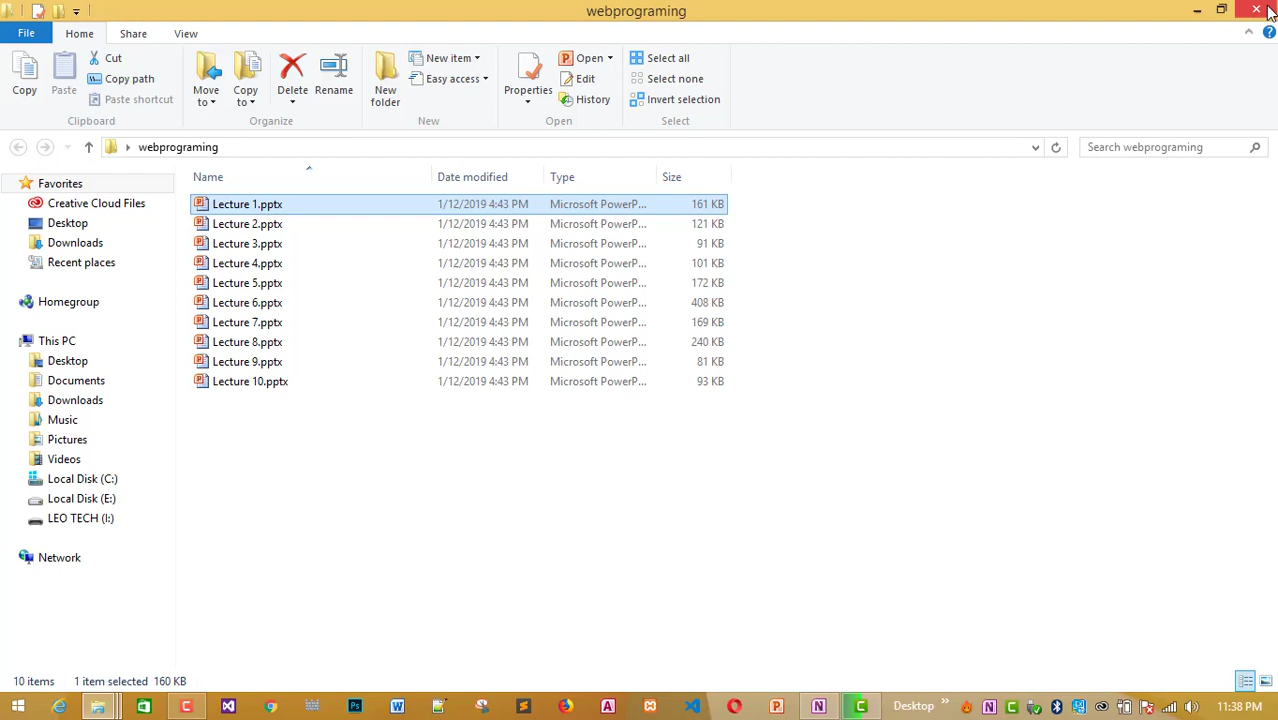 webprograming
File Home Share View
Copy
Paste
Cut
Copy path
Paste shortcut
Clipboard
Move to
Copy to
Delete
Rename
Organize
New folder
New item
Easy access
New
Properties
Open
Edit
History
Open
Select all
Select none
Invert selection
Select
webprograming
Search webprograming
Name Date modified Type Size
Lecture 1.pptx 1/12/2019 4:43 PM Microsoft PowerP... 161 KB
Lecture 2.pptx 1/12/2019 4:43 PM Microsoft PowerP... 121 KB
Lecture 3.pptx 1/12/2019 4:43 PM Microsoft PowerP... 91 KB
Lecture 4.pptx 1/12/2019 4:43 PM Microsoft PowerP... 101 KB
Lecture 5.pptx 1/12/2019 4:43 PM Microsoft PowerP... 172 KB
Lecture 6.pptx 1/12/2019 4:43 PM Microsoft PowerP... 408 KB
Lecture 7.pptx 1/12/2019 4:43 PM Microsoft PowerP... 169 KB
Lecture 8.pptx 1/12/2019 4:43 PM Microsoft PowerP... 240 KB
Lecture 9.pptx 1/12/2019 4:43 PM Microsoft PowerP... 81 KB
Lecture 10.pptx 1/12/2019 4:43 PM Microsoft PowerP... 93 KB
Favorites
Creative Cloud Files
Desktop
Downloads
Recent places
Homegroup
This PC
Desktop
Documents
Downloads
Music
Pictures
Videos
Local Disk (C:)
Local Disk (E:)
LEO TECH (I:)
Network
10 items 1 item selected 160 KB
Desktop
11:38 PM